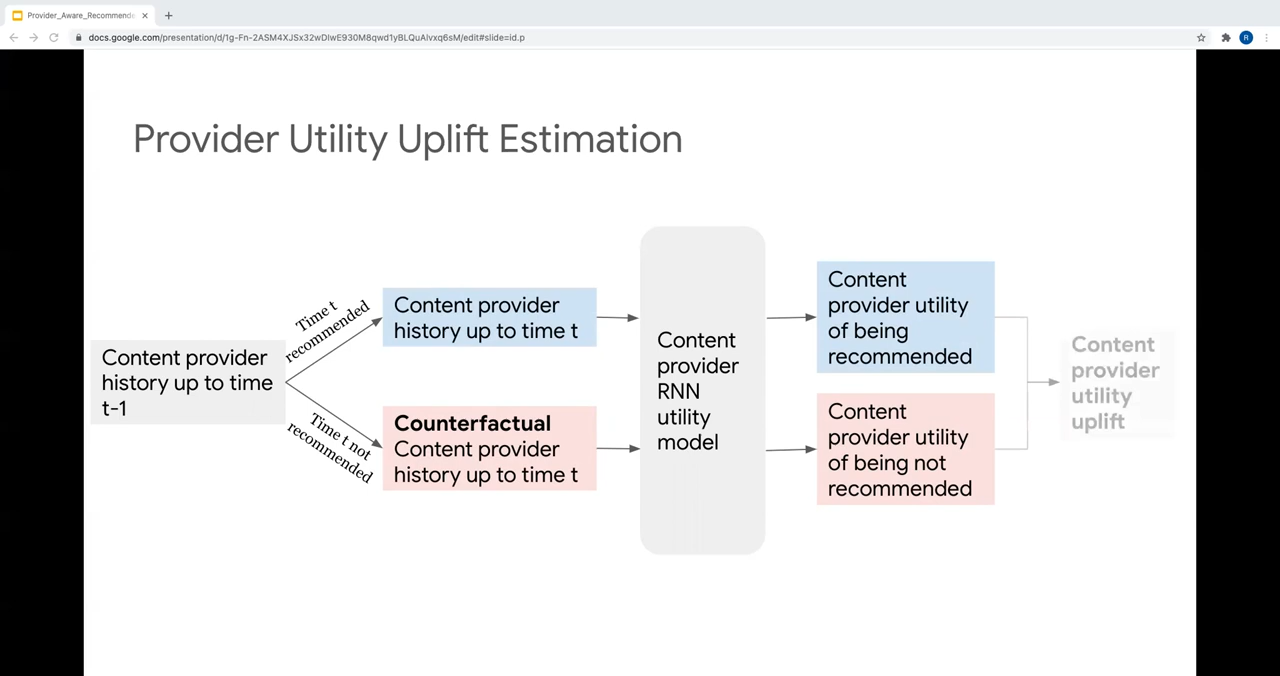 Provider_Aware_Recommende
docs.google.com/presentation/d/1g-Fn-2ASM4XJSx32wDlwE930M8qwd1yBLQuAlvxq6sM/edit#slide=id.p
R
Provider Utility Uplift Estimation
Content provider
history up to time
t-1
Time t
recommended
Time t not
recommended
Content provider
history up to time t
Counterfactual
Content provider
history up to time t
Content
provider
RNN
utility
model
Content
provider utility
of being
recommended
Content
provider utility
of being not
recommended
Content
provider
utility
uplift